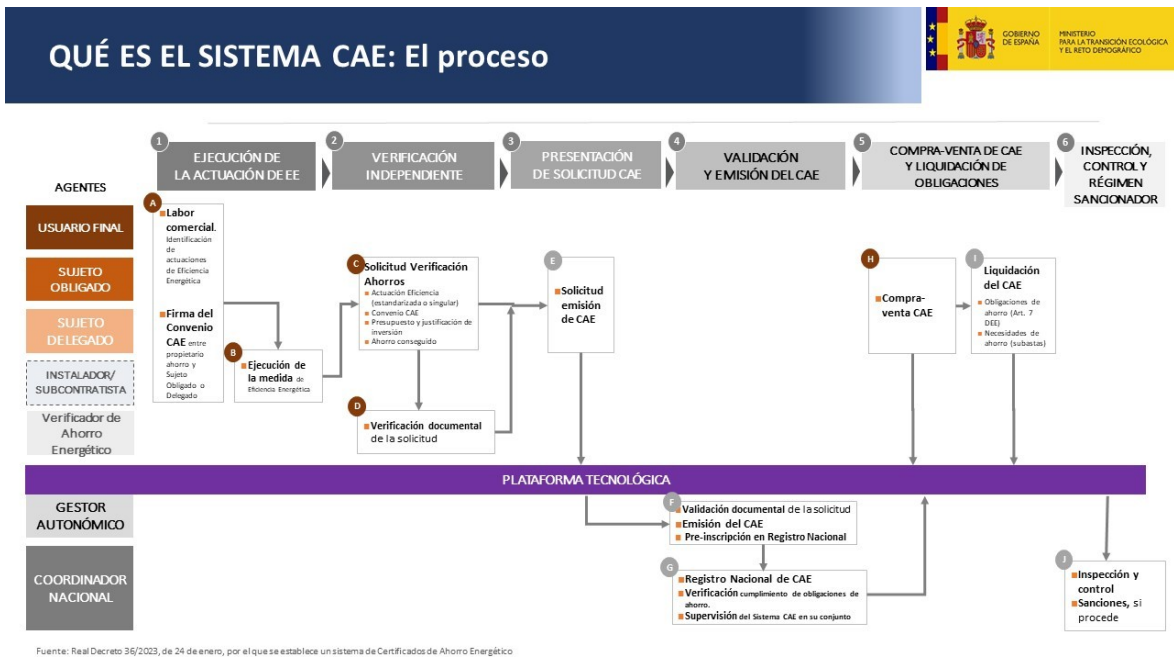 QUÉ ES EL SISTEMA CAE: El proceso
GOBIERNO
DE ESPAÑA
MINISTERIO
PARA LA TRANSICIÓN ECOLÓGICA
Y EL RETO DEMOGRÁFICO
1
EJECUCIÓN DE
LA ACTUACIÓN DE EE
2
VERIFICACIÓN
INDEPENDIENTE
3
PRESENTACIÓN
DE SOLICITUD CAE
4
VALIDACIÓN
Y EMISIÓN DEL CAE
5
COMPRA-VENTA DE CAE
Y LIQUIDACIÓN DE
OBLIGACIONES
6
INSPECCIÓN,
CONTROL Y
RÉGIMEN
SANCIONADOR
AGENTES
USUARIO FINAL
SUJETO
OBLIGADO
SUJETO
DELEGADO
INSTALADOR/
SUBCONTRATISTA
Verificador de
Ahorro
Energético
A
Labor
comercial.
Identificación
de
actuaciones
de Eficiencia
Energética
Firma del
Convenio
CAE entre
propietario
ahorro y
Sujeto
Obligado o
Delegado
B
Ejecución de
la medida de
Eficiencia Energética
C
Solicitud Verificación
Ahorros
Actuación Eficiencia
(estandarizada o singular)
Convenio CAE
Presupuesto y justificación de
inversión
Ahorro conseguido
D
Verificación documental
de la solicitud
E
Solicitud
emisión
de CAE
H
Compra-
venta CAE
I
Liquidación
del CAE
Obligaciones de
ahorro (Art. 7
DEE)
Necesidades de
ahorro (subastas)
PLATAFORMA TECNOLÓGICA
GESTOR
AUTONÓMICO
COORDINADOR
NACIONAL
F
Validación documental de la solicitud
Emisión del CAE
Pre-inscripción en Registro Nacional
G
Registro Nacional de CAE
Verificación cumplimiento de obligaciones de
ahorro.
Supervisión del Sistema CAE en su conjunto
J
Inspección y
control
Sanciones, si
procede
Fuente: Real Decreto 36/2023, de 24 de enero, por el que se establece un sistema de Certificados de Ahorro Energético